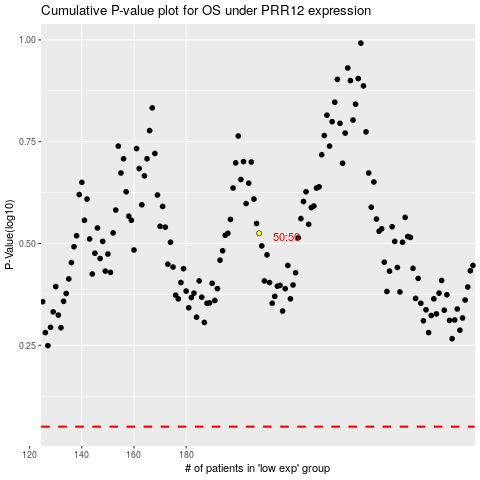 Cumulative P-value plot for OS under PRR12 expression
P-Value(log10)
1.00
0.75
0.50
0.25
50:50
120 140 160 180
# of patients in 'low exp' group